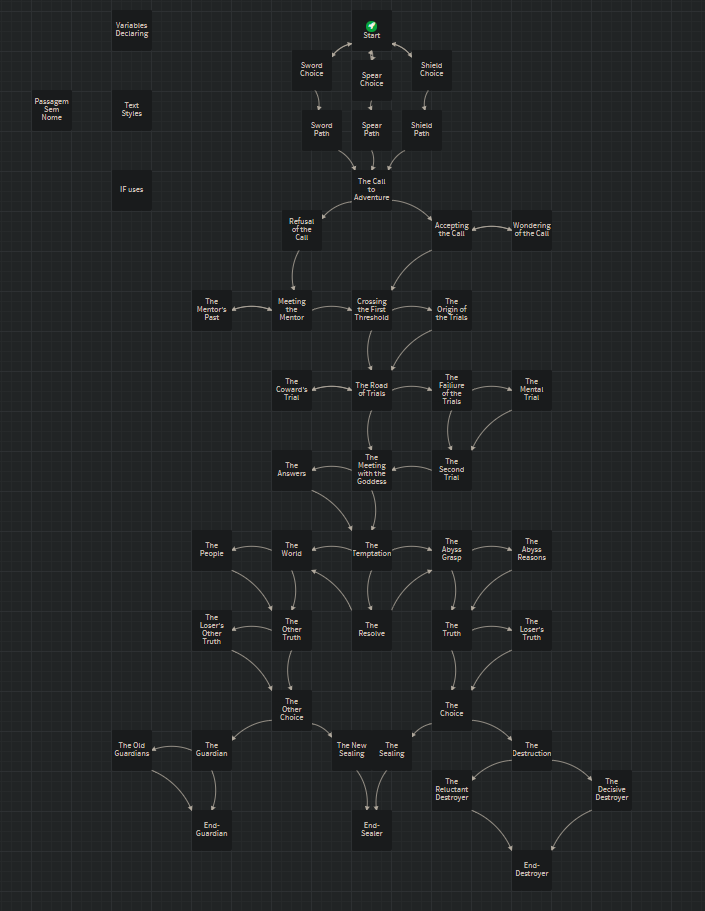 Variables
Declaring
Start
Sword
Choice
Spear
Choice
Shield
Choice
Passagem
Sem
Nome
Text
Styles
Sword
Path
Spear
Path
Shield
Path
IF uses
The Call
to
Adventure
Refusal
of the
Call
Accepting
the Call
Wondering
of the Call
The
Mentor's
Past
Meeting
the
Mentor
Crossing
the First
Threshold
The
Origin of
the Trials
The
Coward's
Trial
The Road
of Trials
The
Failiure
of the
Trials
The
Mental
Trial
The
Answers
The
Meeting
with the
Goddess
The
Second
Trial
The
People
The
World
The
Temptation
The
Abyss
Grasp
The
Abyss
Reasons
The
Loser's
Other
Truth
The
Other
Truth
The
Resolve
The
Truth
The
Loser's
Truth
The
Other
Choice
The
Choice
The Old
Guardians
The
Guardian
The New
Sealing
The
Sealing
The
Destruction
The
Reluctant
Destroyer
The
Decisive
Destroyer
End-
Guardian
End-
Sealer
End-
Destroyer